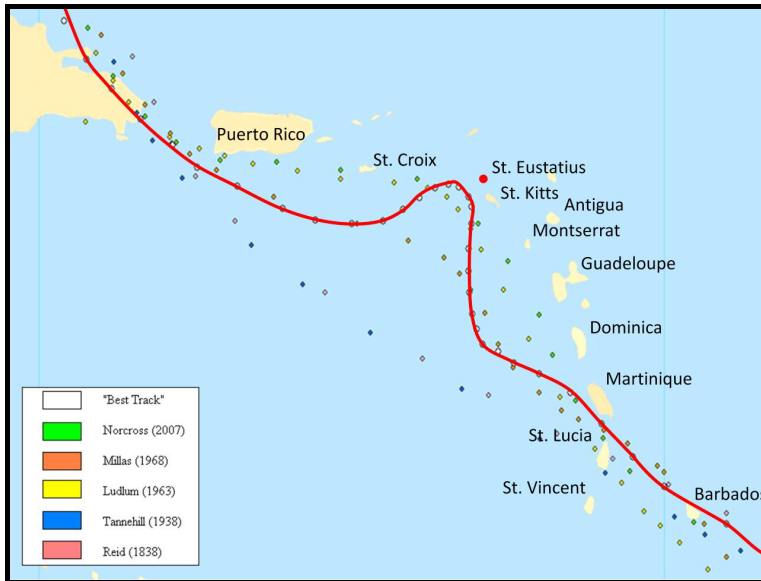 Puerto Rico
St. Croix
St. Eustatius
St. Kitts
Antigua
Montserrat
Guadeloupe
Dominica
Martinique
St. Lucia
St. Vincent
Barbados
"Best Track"
Norcross (2007)
Millas (1968)
Ludlum (1963)
Tannehill (1938)
Reid (1838)